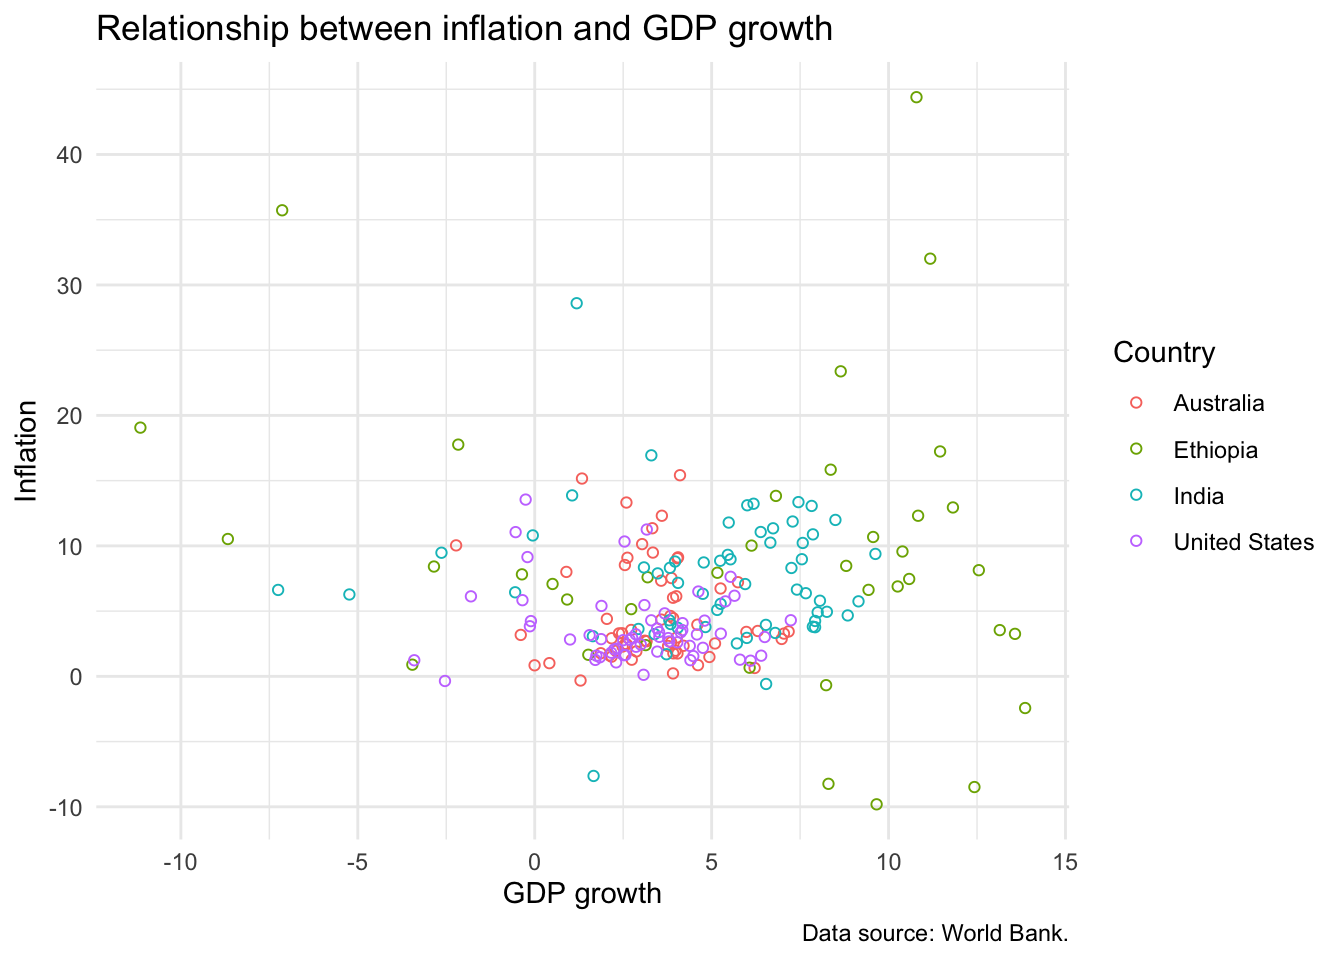 Relationship between inflation and GDP growth
40
30
20
10
0
-10
Inflation
-10 -5 0 5 10 15
GDP growth
Country
Australia
Ethiopia
India
United States
Data source: World Bank.